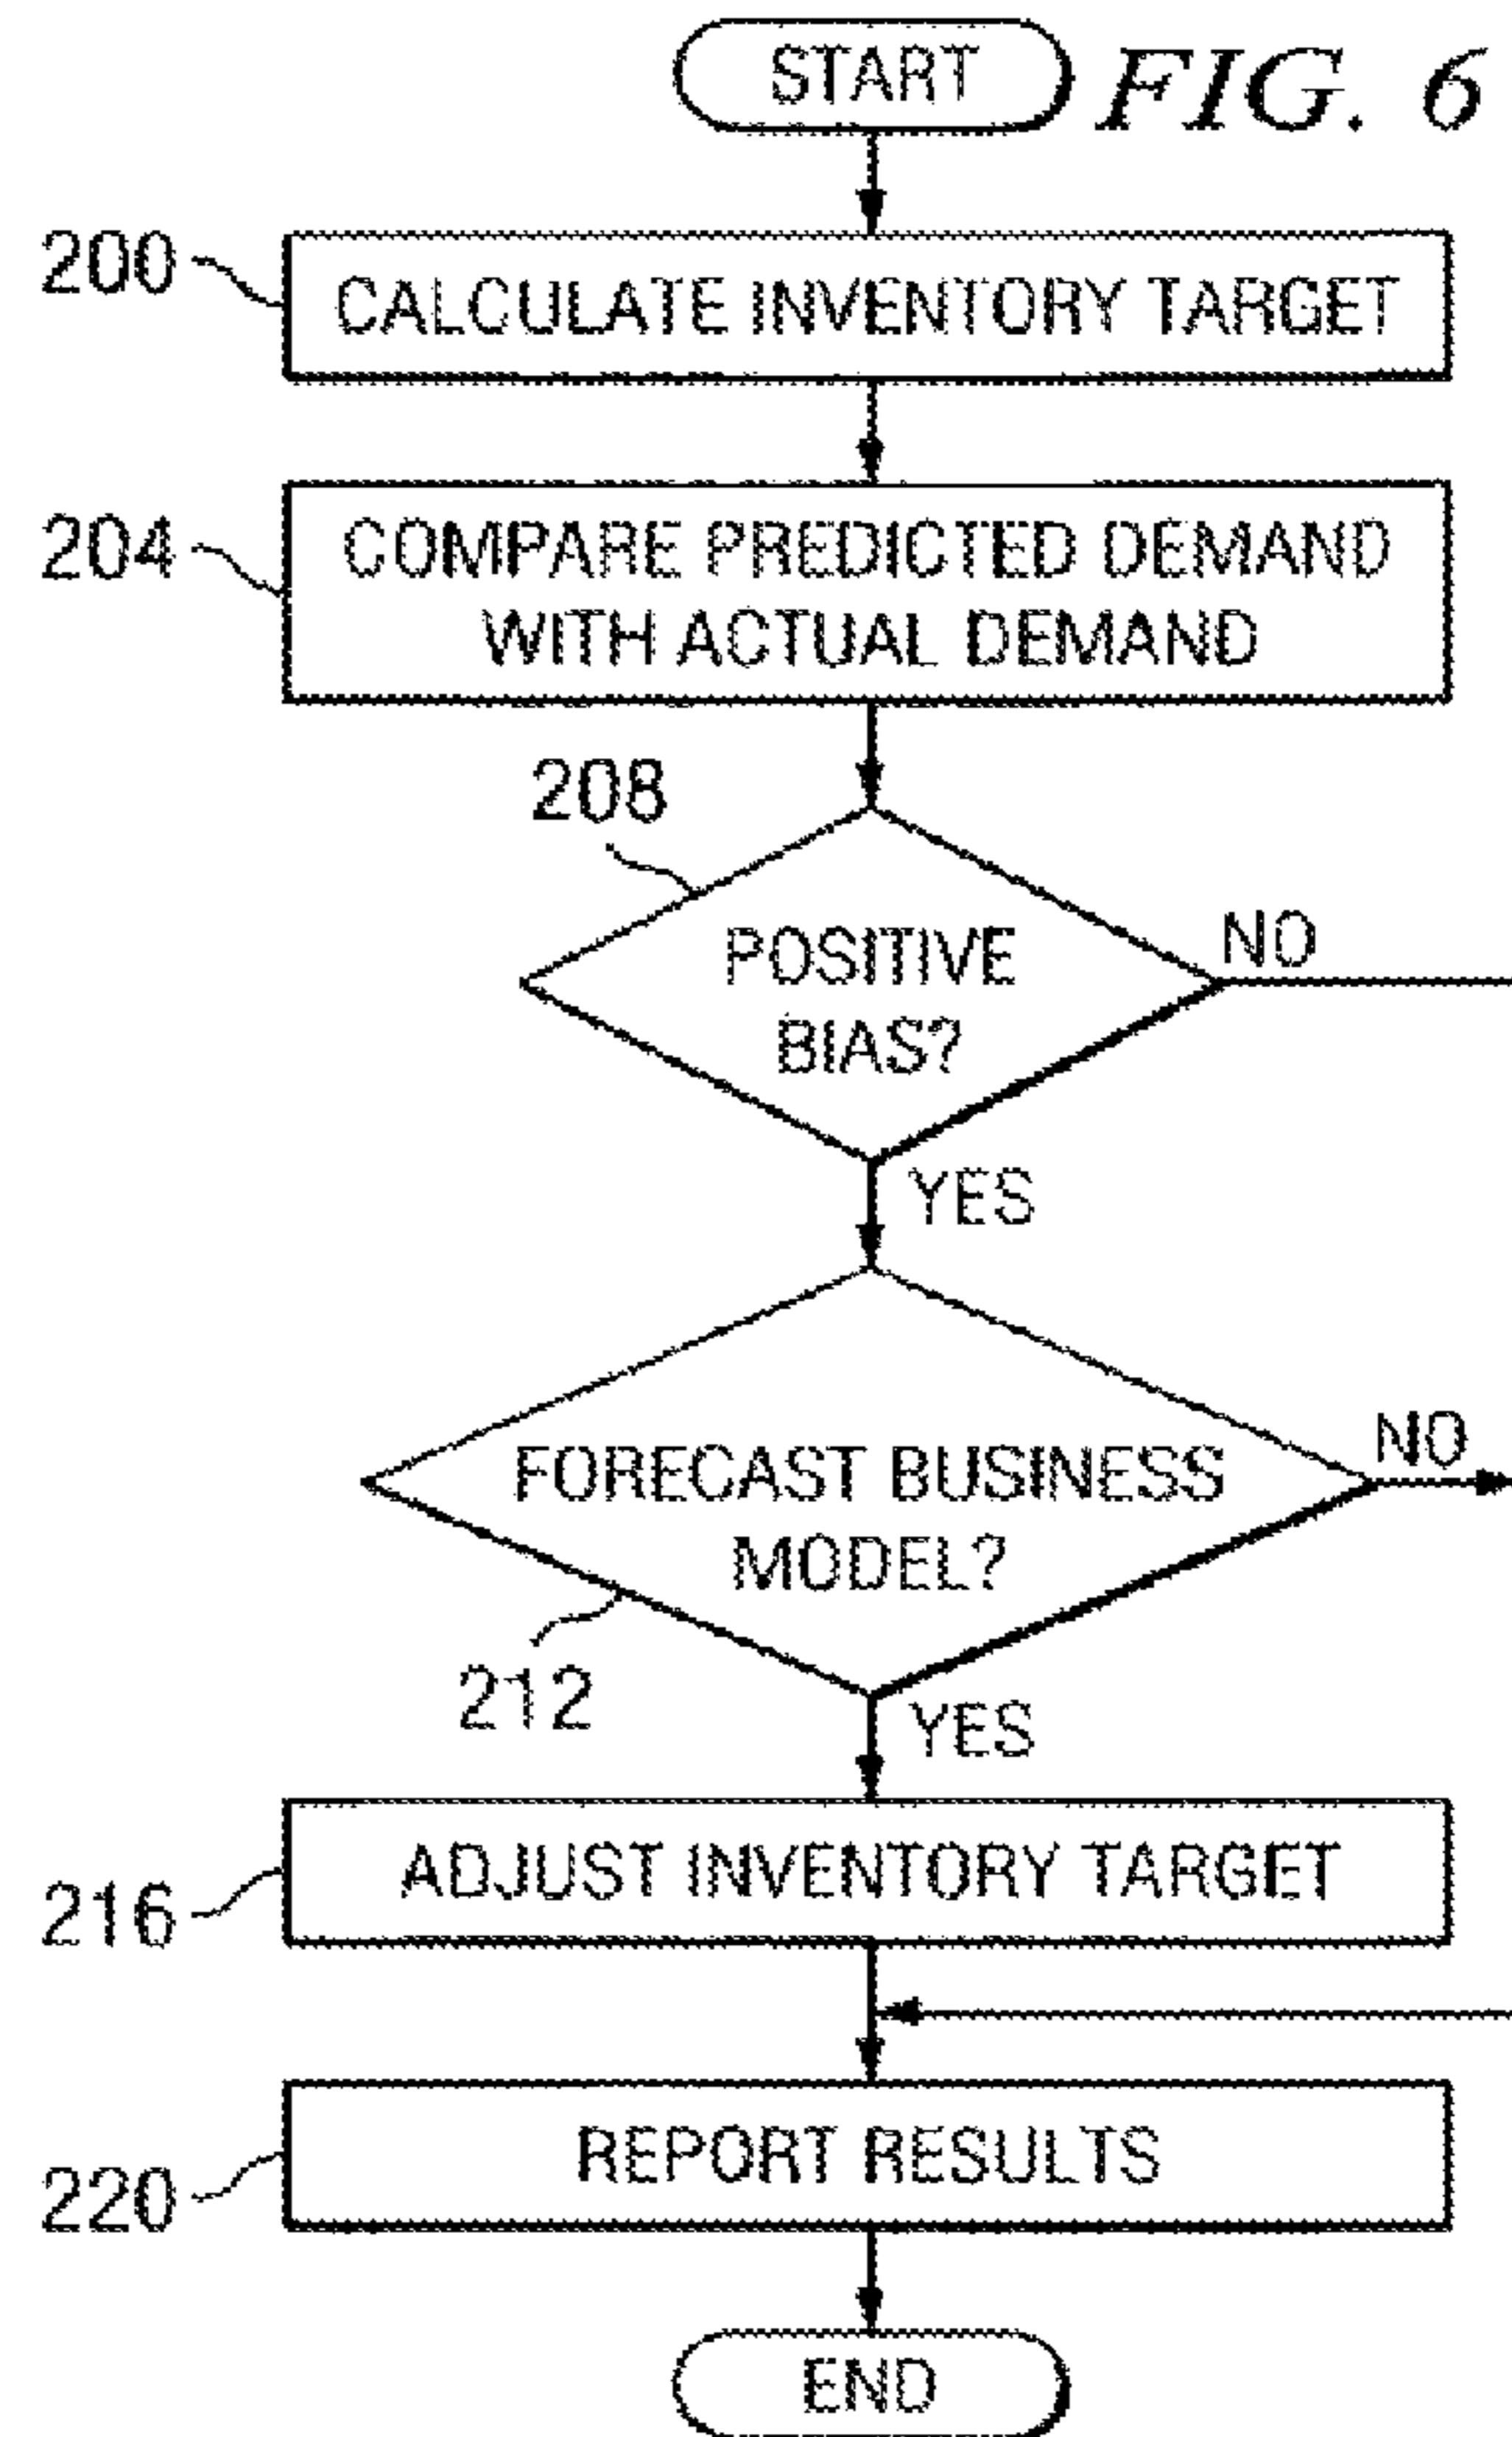 START
FIG. 6
200
CALCULATE INVENTORY TARGET
204
COMPARE PREDICTED DEMAND
WITH ACTUAL DEMAND
208
POSITIVE
BIAS?
NO
YES
FORECAST BUSINESS
MODEL?
NO
212
YES
216
ADJUST INVENTORY TARGET
220
REPORT RESULTS
END